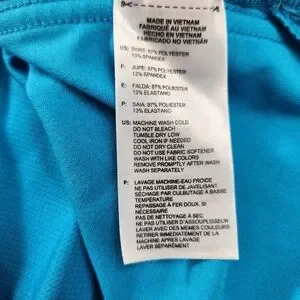 MADE IN VIETNAM
FABRIQUÉ AU VIETNAM
HECHO EN VIETNAM
FABRICADO NO VIETNÃ
US: SKIRT: 87% POLYESTER
13% SPANDEX
F: JUPE: 87% POLYESTER
13% ELASTHANNE
E: FALDA: 87% POLIESTER
13% ELASTANO
P: SAIA: 87% POLIESTER
13% ELASTANO
US: MACHINE WASH COLD
DO NOT BLEACH
TUMBLE DRY LOW
COOL IRON IF NEEDED
DO NOT DRY CLEAN
DO NOT USE FABRIC SOFTENER
WASH WITH LIKE COLORS
REMOVE PROMPTLY AFTER WASH
WASH SEPARATELY
F: LAVAGE MACHINE-EAU FROIDE
NE PAS UTILISER DE JAVELISANT
SÉCHAGE PAR CULBUTAGE À BASSE
TEMPÉRATURE
REPASSAGE À FER DOUX. SI
NÉCESSAIRE
PAS DE NETTOYAGE À SEC
NE PAS UTILISER D'ASSOUPLISSEUR
LAVER AVEC DES MÊMES COULEURS
RETIRER IMMÉDIATEMENT DE LA
MACHINE APRÈS LAVAGE
LAVER SÉPARÉMENT